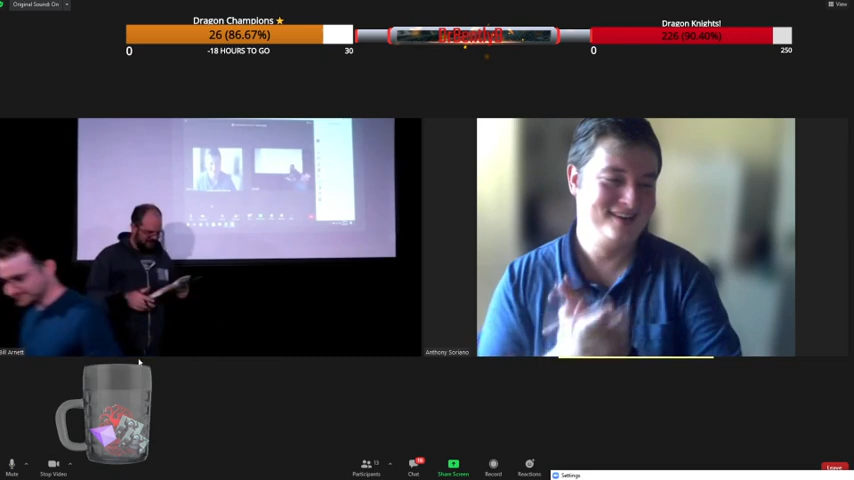 Original Sound: On
View
Dragon Champions
26 (86.67%)
0
-18 HOURS TO GO
30
Dragon Knights!
226 (90.40%)
0
250
Bill Arnett
Anthony Soriano
Mute
Stop Video
Participants
13
Chat
Share Screen
Record
Reactions
Leave
Settings